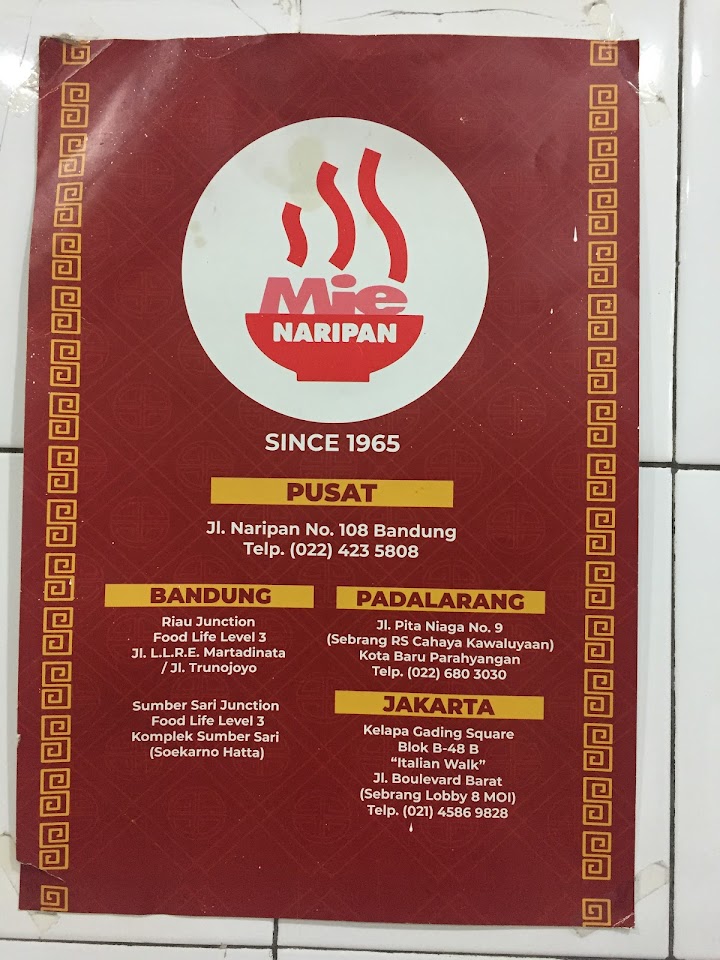 Mie
NARIPAN
SINCE 1965
PUSAT
Jl. Naripan No. 108 Bandung
Telp. (022) 423 5808
BANDUNG
Riau Junction
Food Life Level 3
Jl. L.L.R.E. Martadinata
/ Jl. Trunojoyo
Sumber Sari Junction
Food Life Level 3
Komplek Sumber Sari
(Soekarno Hatta)
PADALARANG
Jl. Pita Niaga No. 9
(Sebrang RS Cahaya Kawaluyaan)
Kota Baru Parahyangan
Telp. (022) 680 3030
JAKARTA
Kelapa Gading Square
Blok B-48 B
“Italian Walk”
Jl. Boulevard Barat
(Sebrang Lobby 8 MOI)
Telp. (021) 4586 9828